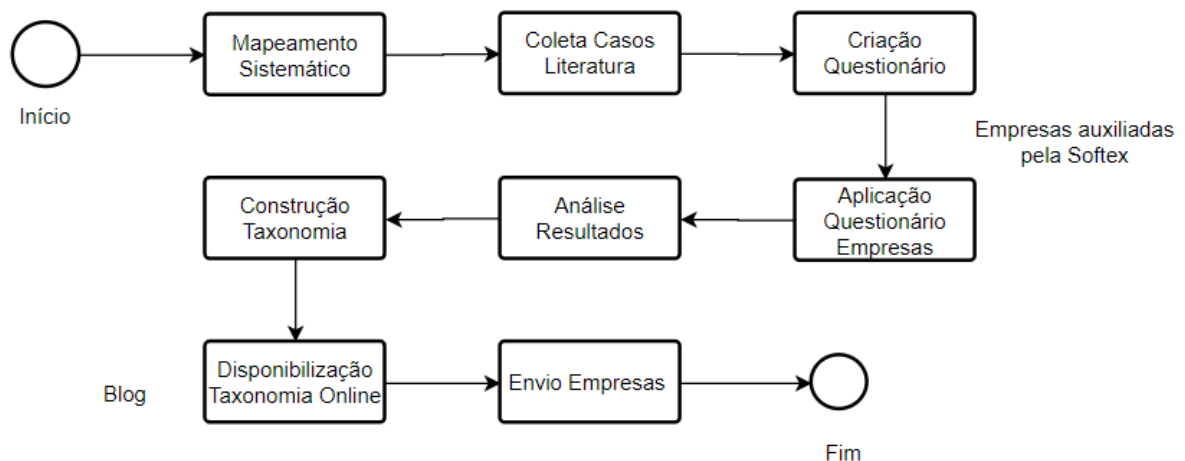 Início
Mapeamento
Sistemático
Coleta Casos
Literatura
Criação
Questionário
Empresas auxiliadas
pela Softex
Aplicação
Questionário
Empresas
Análise
Resultados
Construção
Taxonomia
Blog
Disponibilização
Taxonomia Online
Envio Empresas
Fim